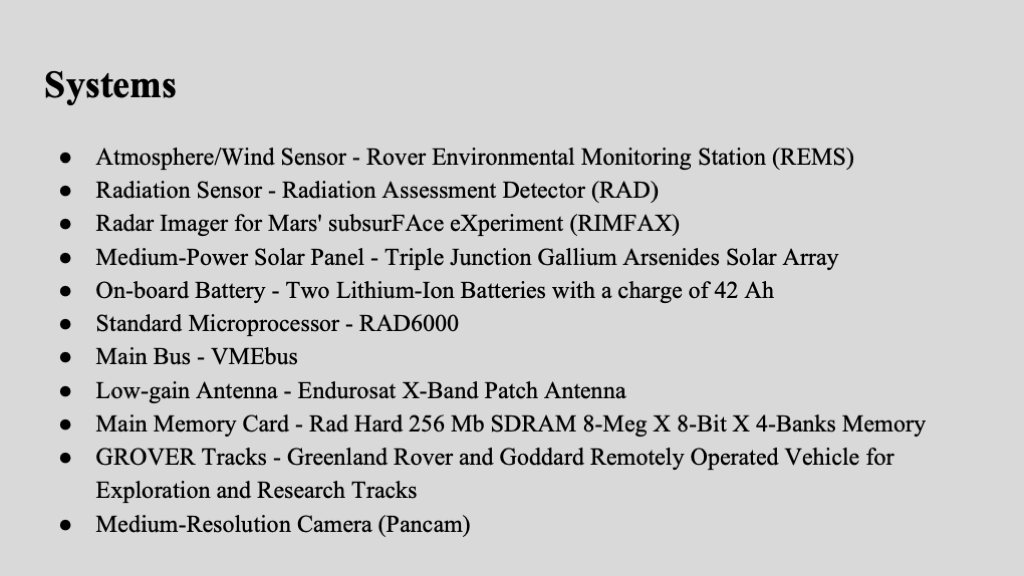 Systems
● Atmosphere/Wind Sensor - Rover Environmental Monitoring Station (REMS)
● Radiation Sensor - Radiation Assessment Detector (RAD)
● Radar Imager for Mars' subsurFAce eXperiment (RIMFAX)
● Medium-Power Solar Panel - Triple Junction Gallium Arsenides Solar Array
● On-board Battery - Two Lithium-Ion Batteries with a charge of 42 Ah
● Standard Microprocessor - RAD6000
● Main Bus - VMEbus
● Low-gain Antenna - Endurosat X-Band Patch Antenna
● Main Memory Card - Rad Hard 256 Mb SDRAM 8-Meg X 8-Bit X 4-Banks Memory
● GROVER Tracks - Greenland Rover and Goddard Remotely Operated Vehicle for
Exploration and Research Tracks
● Medium-Resolution Camera (Pancam)